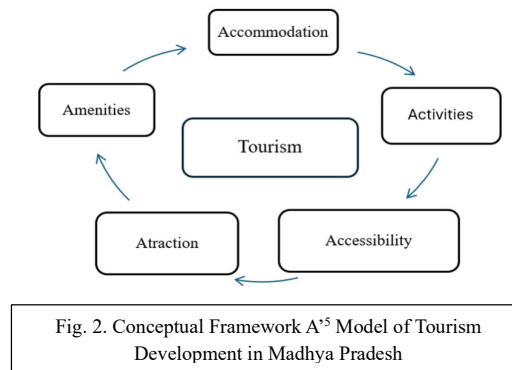 Accommodation
Amenities
Activities
Tourism
Atraction
Accessibility
Fig. 2. Conceptual Framework A’⁵ Model of Tourism
Development in Madhya Pradesh